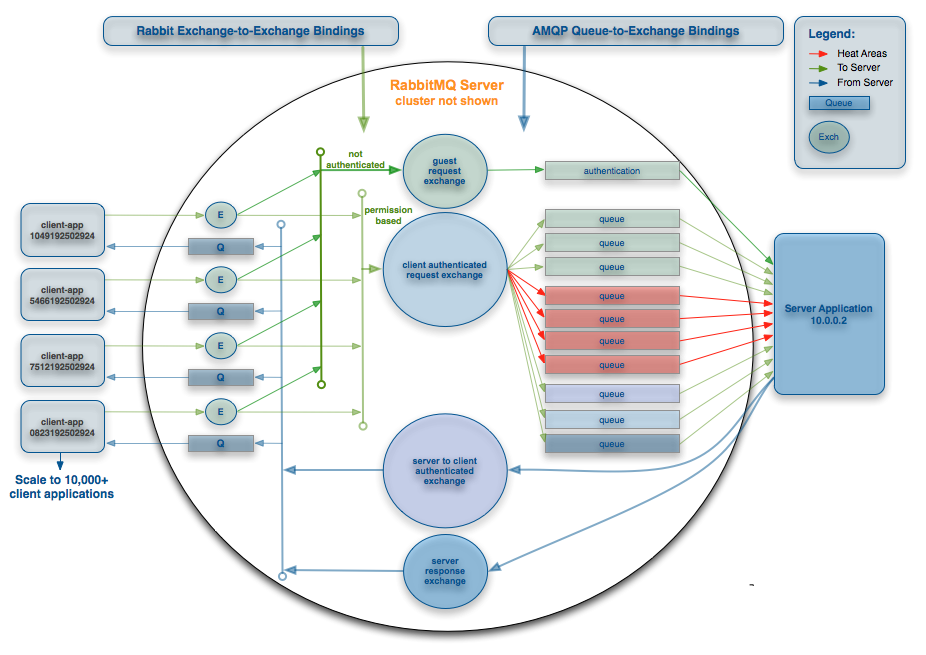 Rabbit Exchange-to-Exchange Bindings
AMQP Queue-to-Exchange Bindings
Legend:
Heat Areas
To Server
From Server
Queue
Exch
RabbitMQ Server
cluster not shown
not
authenticated
guest
request
exchange
authentication
permission
based
client authenticated
request exchange
queue
queue
queue
queue
queue
queue
queue
queue
queue
queue
Server Application
10.0.0.2
client-app
1049192502924
E
Q
client-app
5466192502924
E
Q
client-app
7512192502924
E
Q
client-app
0823192502924
E
Q
Scale to 10,000+
client applications
server to client
authenticated
exchange
server
response
exchange